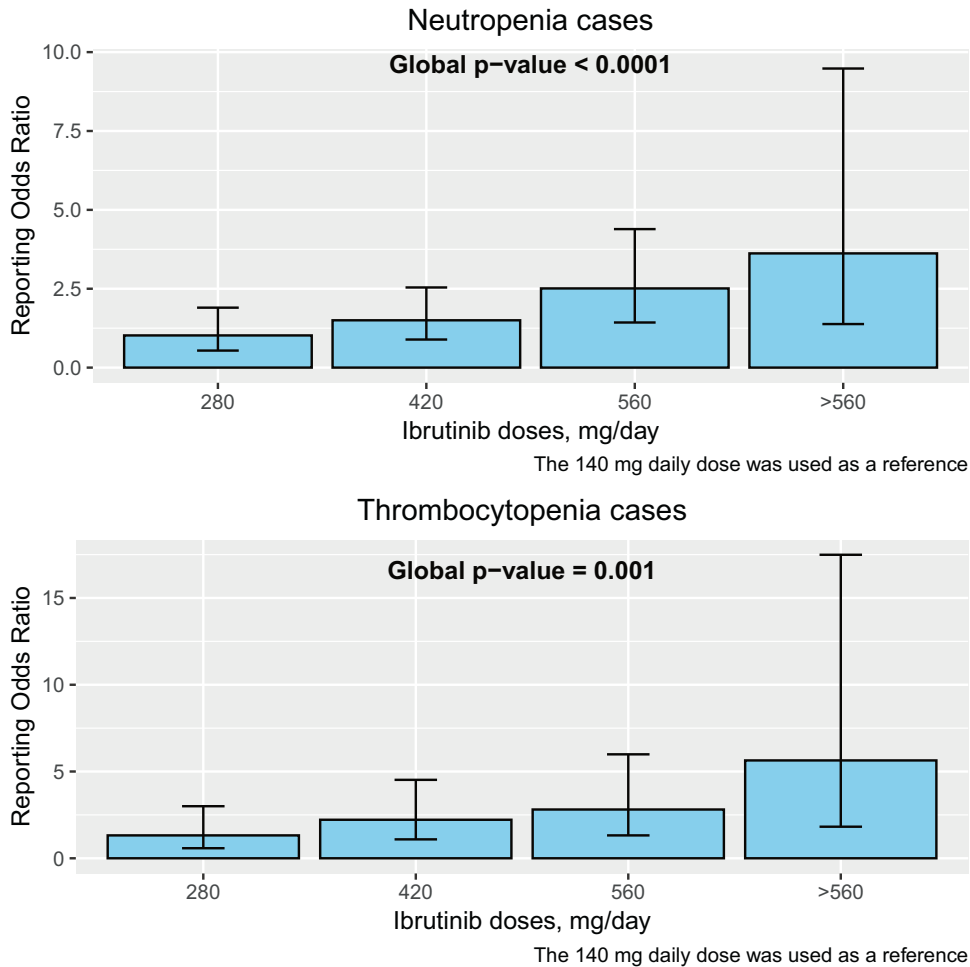 Neutropenia cases
Global p−value < 0.0001
Reporting Odds Ratio
10.0
7.5
5.0
2.5
0.0
280 420 560 >560
Ibrutinib doses, mg/day
The 140 mg daily dose was used as a reference
Thrombocytopenia cases
Global p−value = 0.001
Reporting Odds Ratio
15
10
5
0
280 420 560 >560
Ibrutinib doses, mg/day
The 140 mg daily dose was used as a reference